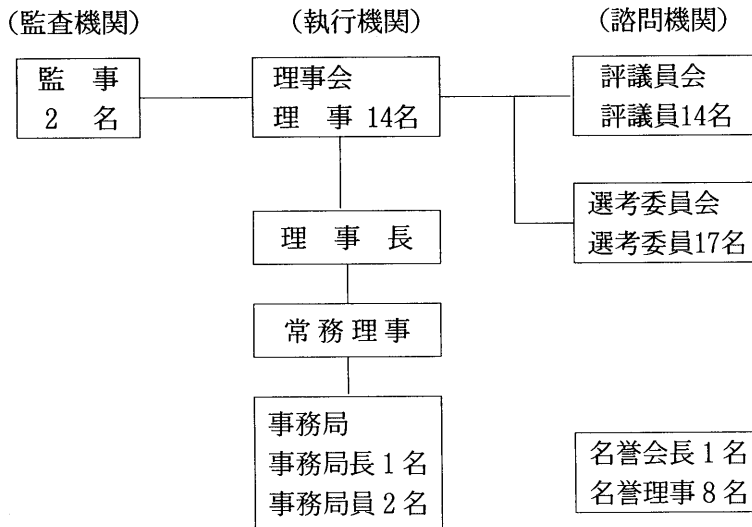 (監査機関)
(執行機関)
(諮問機関)
監 事
2 名
理事会
理 事 14名
評議員会
評議員14名
選考委員会
選考委員17名
理 事 長
常務理事
事務局
事務局長1名
事務局員2名
名誉会長1名
名誉理事8名